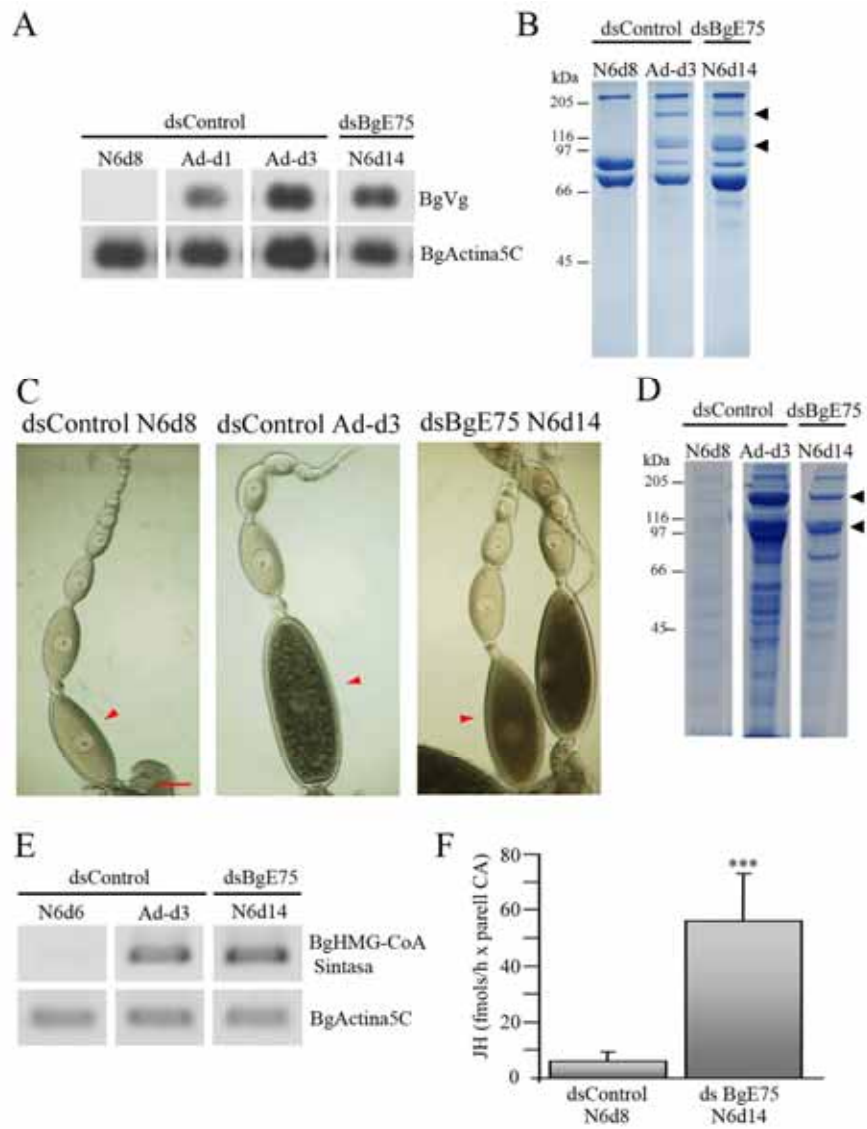 A
dsControl dsBgE75
N6d8 Ad-d1 Ad-d3 N6d14
BgVg
BgActina5C
B
dsControl dsBgE75
kDa N6d8 Ad-d3 N6d14
205
116
97
66
45
C
dsControl N6d8 dsControl Ad-d3 dsBgE75 N6d14
D
dsControl dsBgE75
N6d8 Ad-d3 N6d14
kDa
205
116
97
66
45
E
dsControl dsBgE75
N6d6 Ad-d3 N6d14
BgHMG-CoA
Sintasa
BgActina5C
F
JH (fmols/h x parell CA)
80
60
40
20
0
***
dsControl ds BgE75
N6d8 N6d14